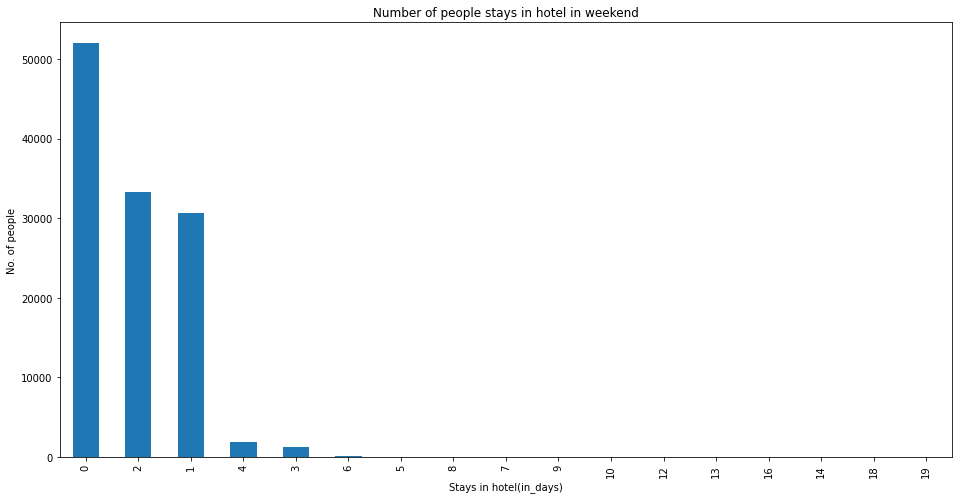 Number of people stays in hotel in weekend
No. of people
50000
40000
30000
20000
10000
0
0 2 1 4 3 6 5 8 7 9 10 12 13 16 14 18 19
Stays in hotel(in_days)